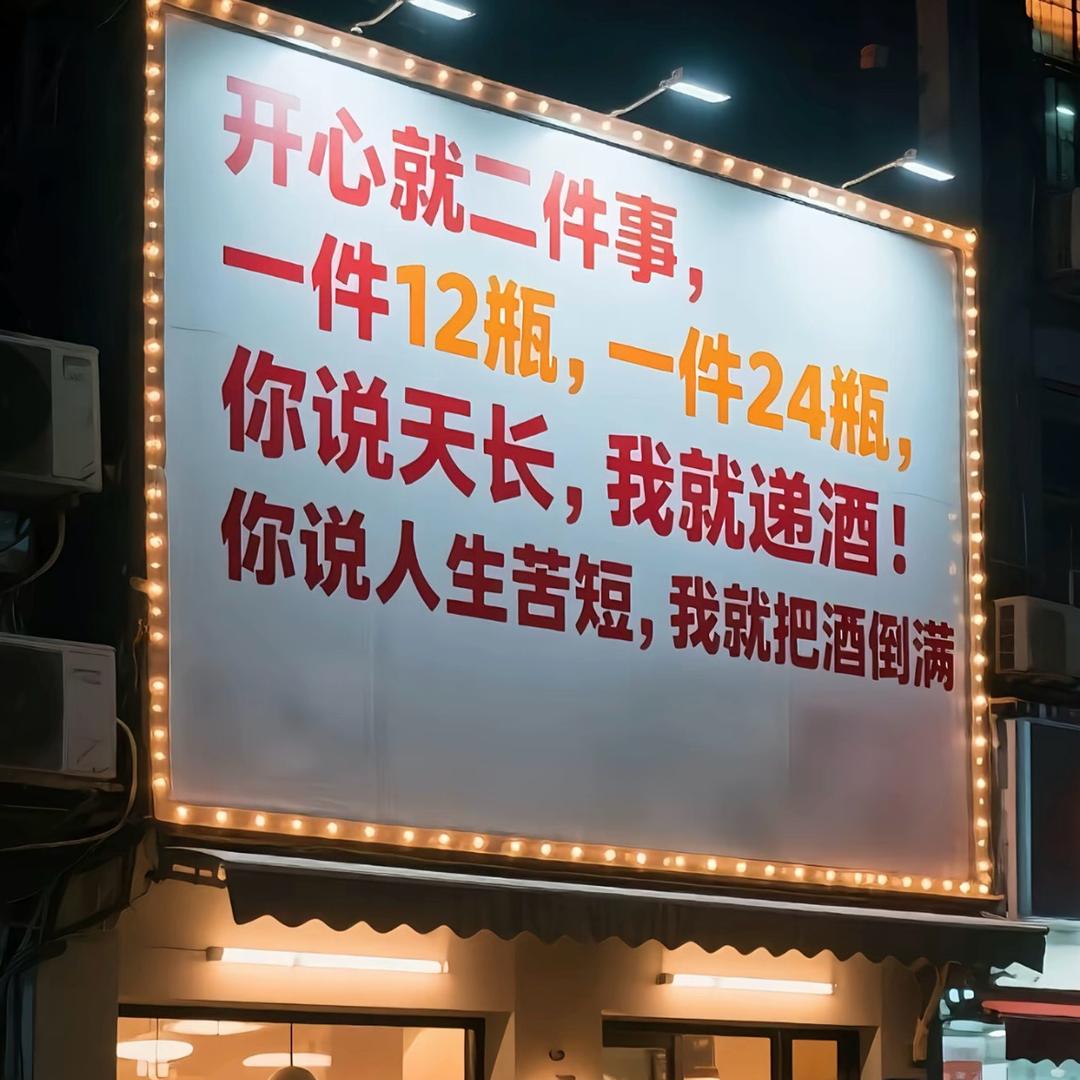 开心就二件事，
一件12瓶，一件24瓶，
你说天长，我就递酒！
你说人生苦短，我就把酒倒满